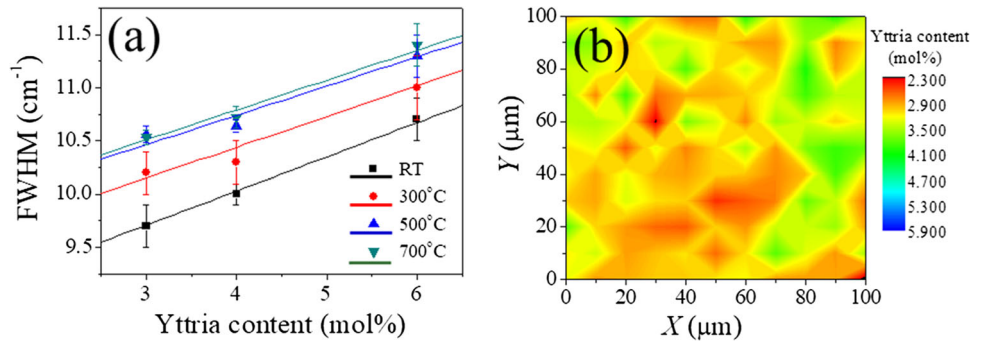 (a)
FWHM (cm-1)
11.5
11.0
10.5
10.0
9.5
RT
300°C
500°C
700°C
3 4 5 6
Yttria content (mol%)
(b)
Y (μm)
100
80
60
40
20
0
0 20 40 60 80 100
X (μm)
Yttria content
(mol%)
2.300
2.900
3.500
4.100
4.700
5.300
5.900